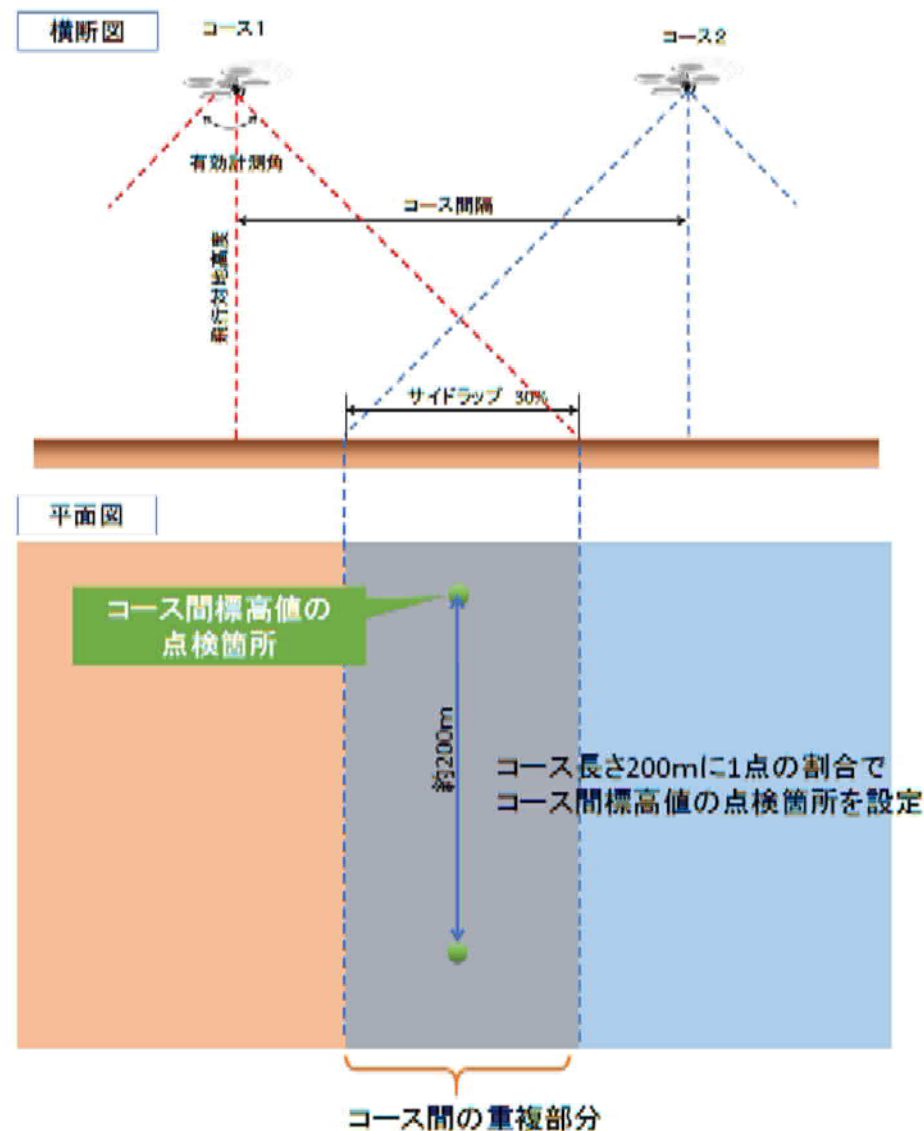 横断図
コース1
コース2
有効計測角
コース間隔
飛行対地高度
サイドラップ 30%
平面図
コース間標高値の
点検箇所
約200m
コース長さ200mに1点の割合で
コース間標高値の点検箇所を設定
コース間の重複部分